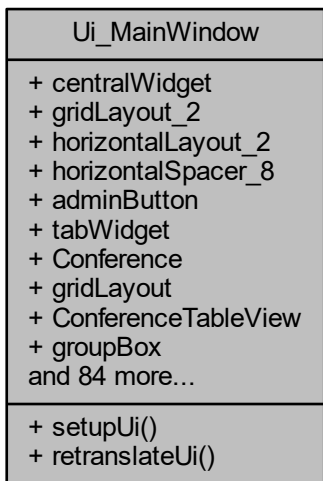 Ui_MainWindow
+ centralWidget
+ gridLayout_2
+ horizontalLayout_2
+ horizontalSpacer_8
+ adminButton
+ tabWidget
+ Conference
+ gridLayout
+ ConferenceTableView
+ groupBox
and 84 more...
+ setupUi()
+ retranslateUi()